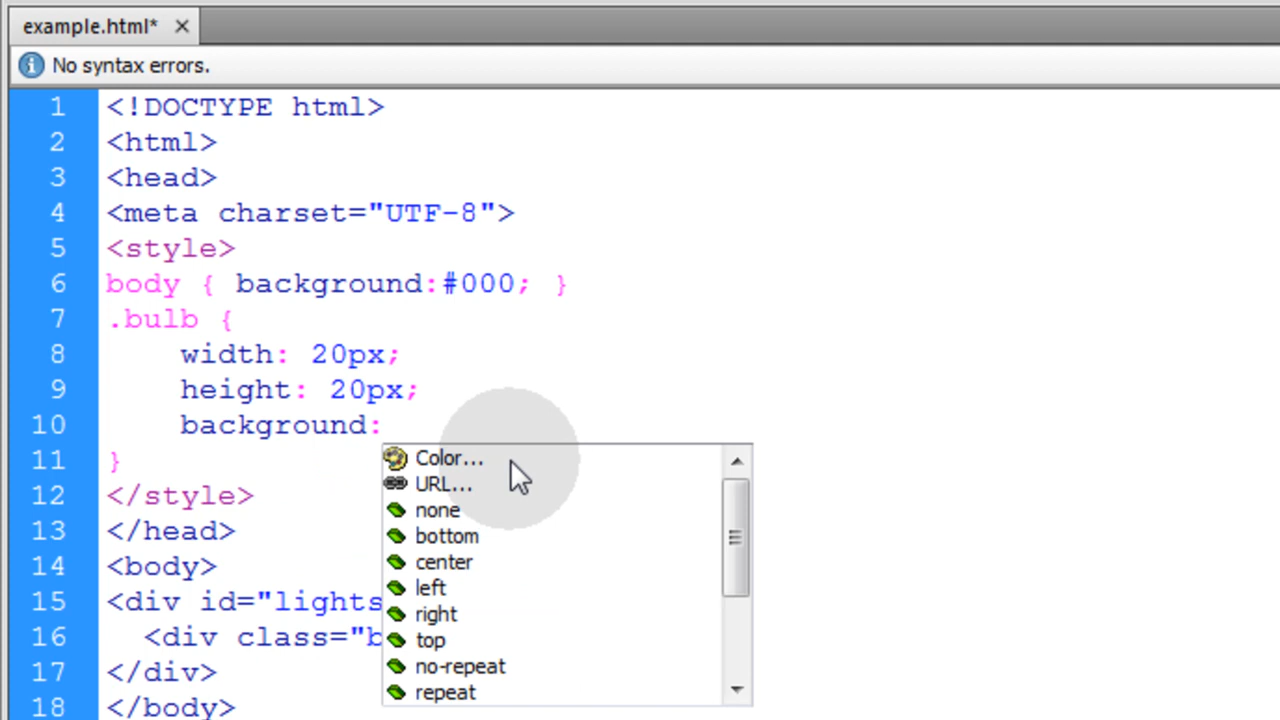 example.html*
No syntax errors.
1 <!DOCTYPE html>
2 <html>
3 <head>
4 <meta charset="UTF-8">
5 <style>
6 body { background:#000; }
7 .bulb {
8 width: 20px;
9 height: 20px;
10 background:
11 }
12 </style>
13 </head>
14 <body>
15 <div id="lights
16 <div class="b
17 </div>
18 </body>
Color...
URL...
none
bottom
center
left
right
top
no-repeat
repeat